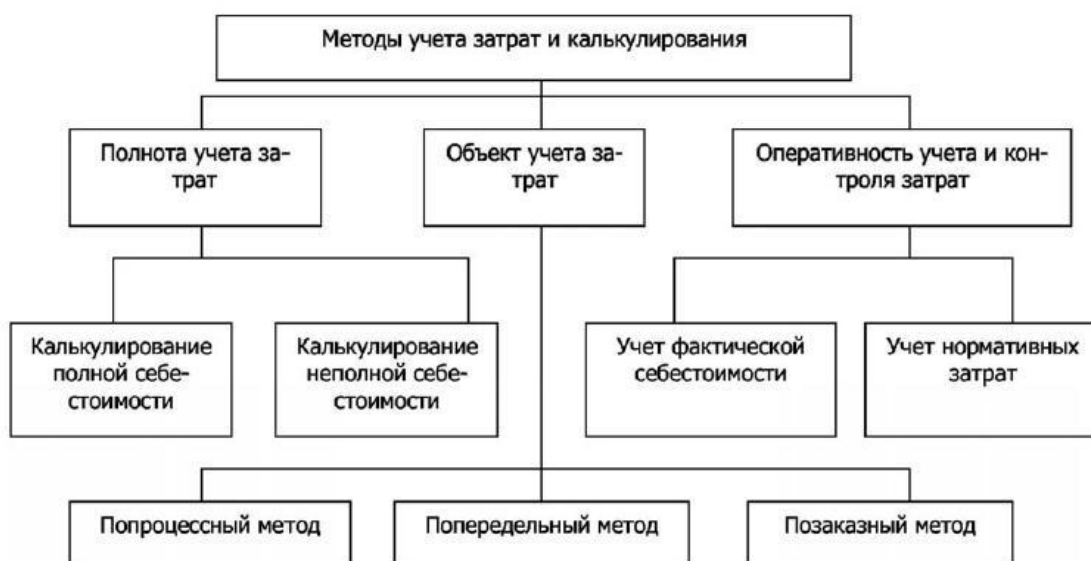 Методы учета затрат и калькулирования
Полнота учета за-
трат
Объект учета за-
трат
Оперативность учета и кон-
троля затрат
Калькулирование
полной себе-
стоимости
Калькулирование
неполной себе-
стоимости
Учет фактической
себестоимости
Учет нормативных
затрат
Попроцессный метод
Попередельный метод
Позаказный метод